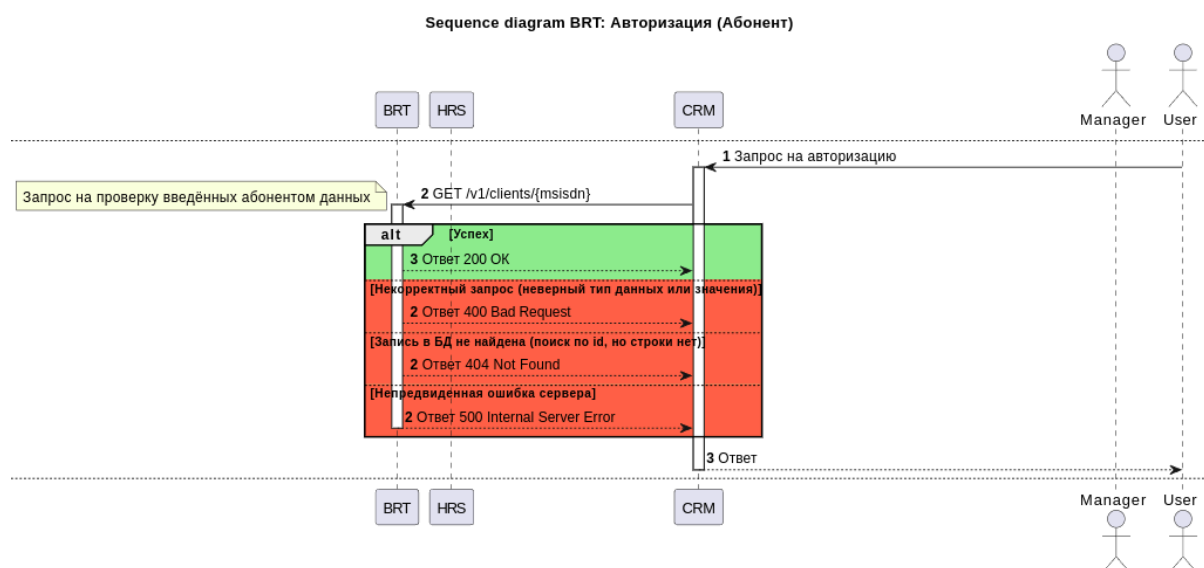 Sequence diagram BRT: Авторизация (Абонент)
Manager User
BRT HRS CRM
1 Запрос на авторизацию
Запрос на проверку введённых абонентом данных
2 GET /v1/clients/{msisdn}
alt [Успех]
3 Ответ 200 ОК
[Некорректный запрос (неверный тип данных или значения)]
2 Ответ 400 Bad Request
[Запись в БД не найдена (поиск по id, но строки нет)]
2 Ответ 404 Not Found
[Непредвиденная ошибка сервера]
2 Ответ 500 Internal Server Error
3 Ответ
BRT HRS CRM
Manager User